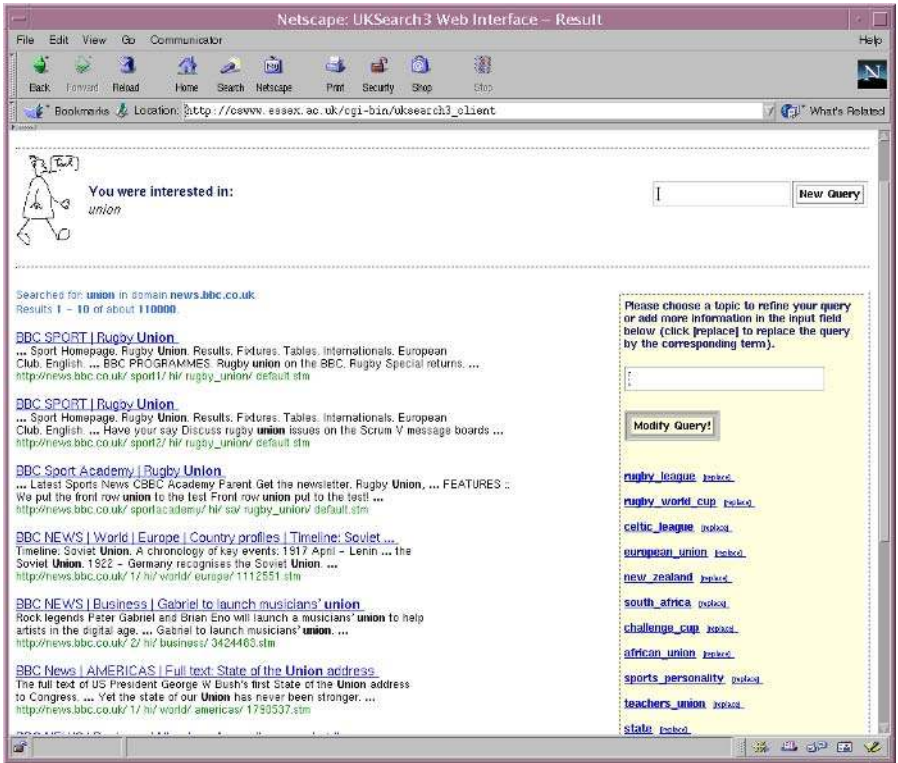 Netscape: UKSearch3 Web Interface – Result
File Edit View Go Communicator Help
Back Forward Reload Home Search Netscape Print Security Shop Stop
Bookmarks Location: http://cswww.essex.ac.uk/cgi-bin/uksearch3_client What's Related
You were interested in:
union
New Query
Searched for: union in domain news.bbc.co.uk
Results 1 – 10 of about 110000.
BBC SPORT | Rugby Union
... Sport Homepage. Rugby Union. Results. Fixtures. Tables. Internationals. European
Club. English. ... BBC PROGRAMMES. Rugby union on the BBC. Rugby Special returns. ...
http://news.bbc.co.uk/ sport1/ hi/ rugby_union/ default.stm
BBC SPORT | Rugby Union
... Sport Homepage. Rugby Union. Results. Fixtures. Tables. Internationals. European
Club. English. ... Have your say Discuss rugby union issues on the Scrum V message boards ...
http://news.bbc.co.uk/ sport2/ hi/ rugby_union/ default.stm
BBC Sport Academy | Rugby Union
... Latest Sports News CBBC Academy Parent Get the newsletter. Rugby Union, ... FEATURES ::
We put the front row union to the test Front row union put to the test! ...
http://news.bbc.co.uk/ sportacademy/ hi/ sa/ rugby_union/ default.stm
BBC NEWS | World | Europe | Country profiles | Timeline: Soviet ...
Timeline: Soviet Union. A chronology of key events: 1917 April – Lenin ... the
Soviet Union. 1922 – Germany recognises the Soviet Union. ...
http://news.bbc.co.uk/ 1/ hi/ world/ europe/ 1112551.stm
BBC NEWS | Business | Gabriel to launch musicians' union
Rock legends Peter Gabriel and Brian Eno will launch a musicians' union to help
artists in the digital age. ... Gabriel to launch musicians' union. ...
http://news.bbc.co.uk/ 2/ hi/ business/ 3424463.stm
BBC News | AMERICAS | Full text: State of the Union address
The full text of US President George W Bush's first State of the Union address
to Congress. ... Yet the state of our Union has never been stronger. ...
http://news.bbc.co.uk/ 1/ hi/ world/ americas/ 1790537.stm
Please choose a topic to refine your query
or add more information in the input field
below (click [replace] to replace the query
by the corresponding term).
Modify Query!
rugby_league [replace]
rugby_world_cup [replace]
celtic_league [replace]
european_union [replace]
new_zealand [replace]
south_africa [replace]
challenge_cup [replace]
african_union [replace]
sports_personality [replace]
teachers_union [replace]
state [replace]